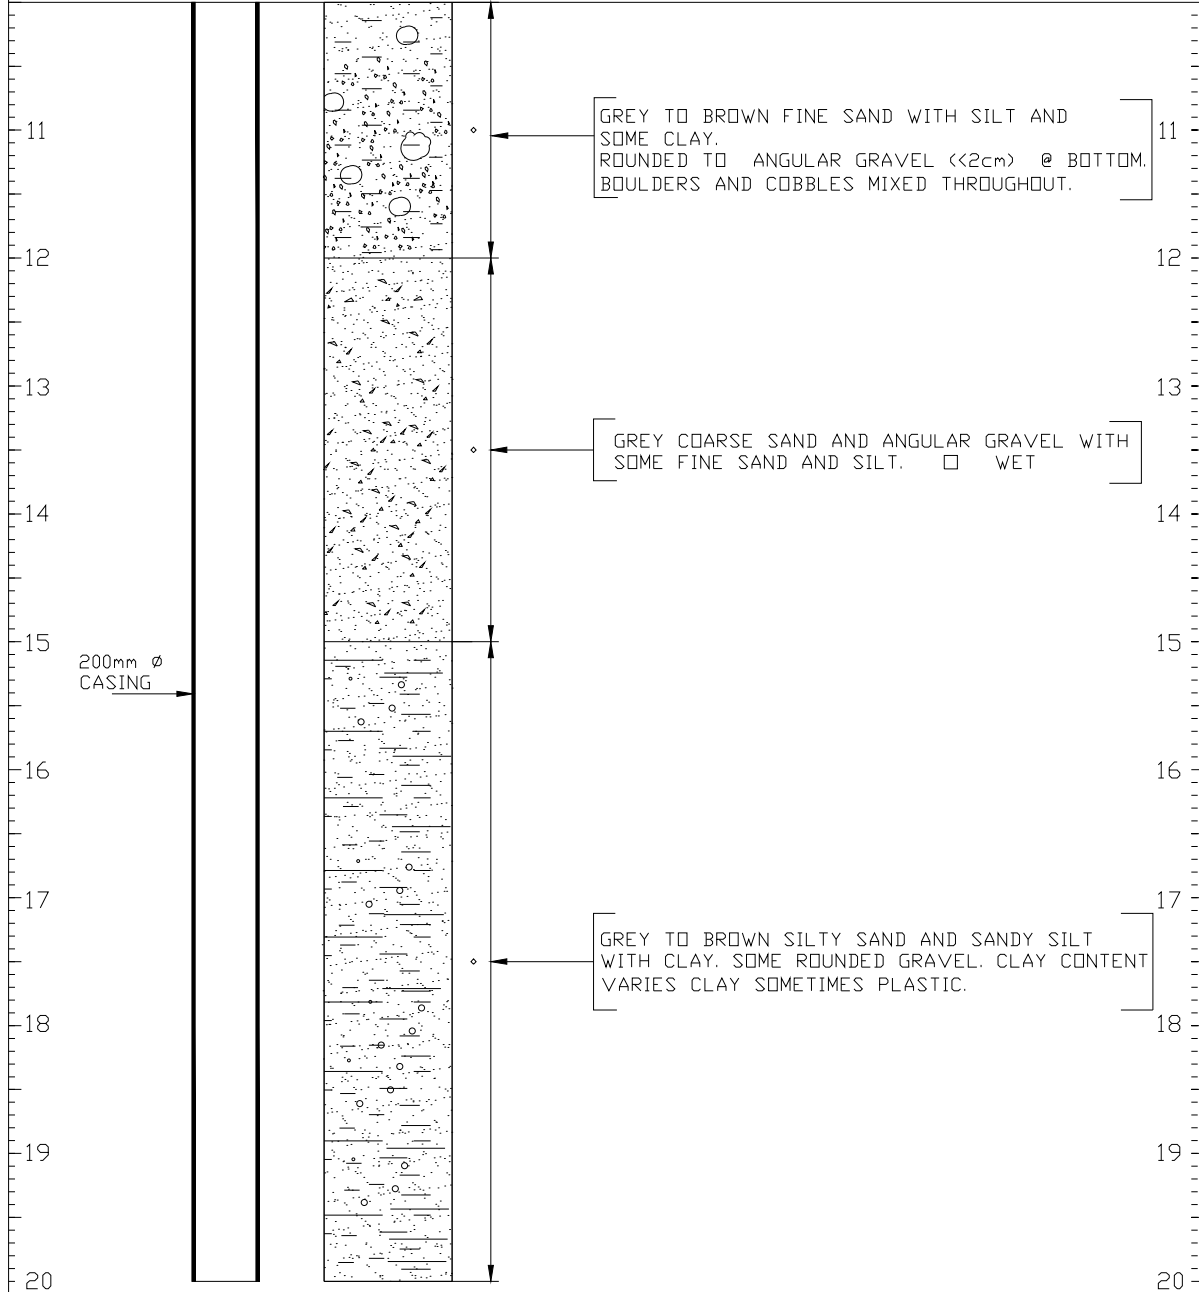 11
GREY TO BROWN FINE SAND WITH SILT AND
SOME CLAY.
ROUNDED TO ANGULAR GRAVEL (<2cm) @ BOTTOM.
BOULDERS AND COBBLES MIXED THROUGHOUT.
11
12
12
13
13
GREY COARSE SAND AND ANGULAR GRAVEL WITH
SOME FINE SAND AND SILT. □ WET
14
14
15
15
200mm Ø
CASING
16
16
17
17
GREY TO BROWN SILTY SAND AND SANDY SILT
WITH CLAY. SOME ROUNDED GRAVEL. CLAY CONTENT
VARIES CLAY SOMETIMES PLASTIC.
18
18
19
19
20
20